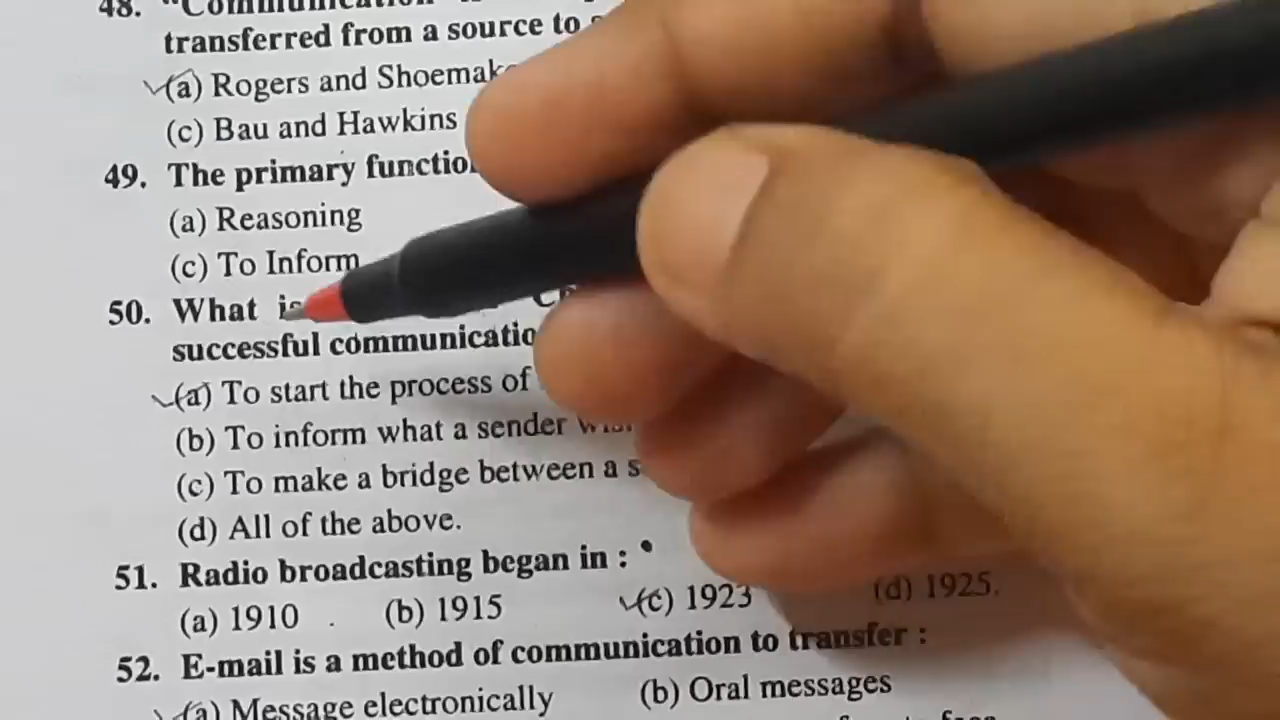 48. "Communication
transferred from a source to
(a) Rogers and Shoemak
(c) Bau and Hawkins
49. The primary functio
(a) Reasoning
(c) To Inform
50. What is
successful communicatio
(a) To start the process of
(b) To inform what a sender
(c) To make a bridge between a s
(d) All of the above.
51. Radio broadcasting began in :
(a) 1910 (b) 1915 (c) 1923 (d) 1925.
52. E-mail is a method of communication to transfer :
(a) Message electronically (b) Oral messages